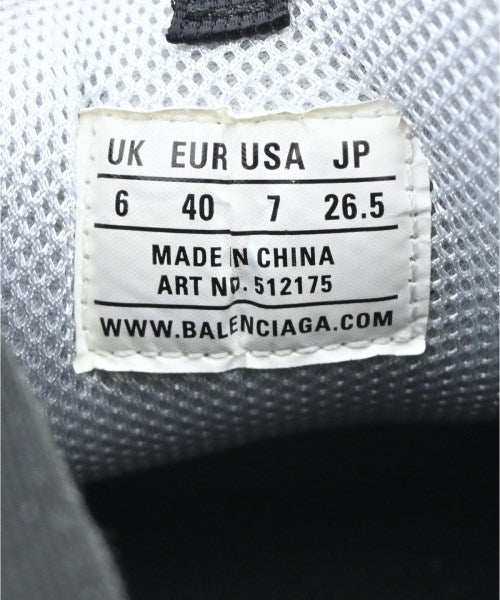 UK EUR USA JP
6 40 7 26.5
MADE IN CHINA
ART NO. 512175
WWW.BALENCIAGA.COM